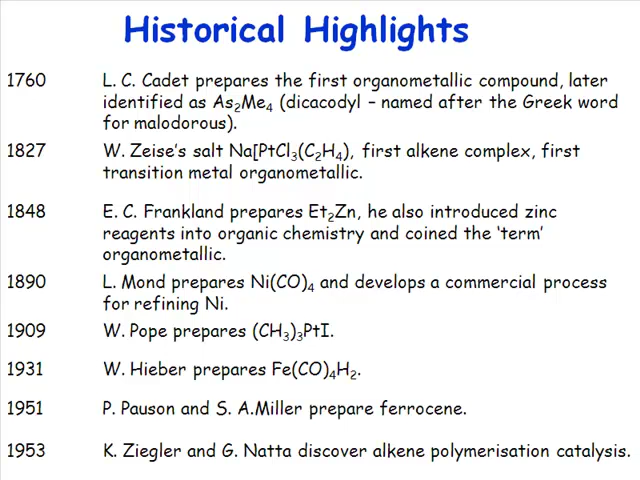 Historical Highlights
1760 L. C. Cadet prepares the first organometallic compound, later
identified as As₂Me₄ (dicacodyl – named after the Greek word
for malodorous).
1827 W. Zeise's salt Na[PtCl₃(C₂H₄), first alkene complex, first
transition metal organometallic.
1848 E. C. Frankland prepares Et₂Zn, he also introduced zinc
reagents into organic chemistry and coined the 'term'
organometallic.
1890 L. Mond prepares Ni(CO)₄ and develops a commercial process
for refining Ni.
1909 W. Pope prepares (CH₃)₃PtI.
1931 W. Hieber prepares Fe(CO)₄H₂.
1951 P. Pauson and S. A.Miller prepare ferrocene.
1953 K. Ziegler and G. Natta discover alkene polymerisation catalysis.